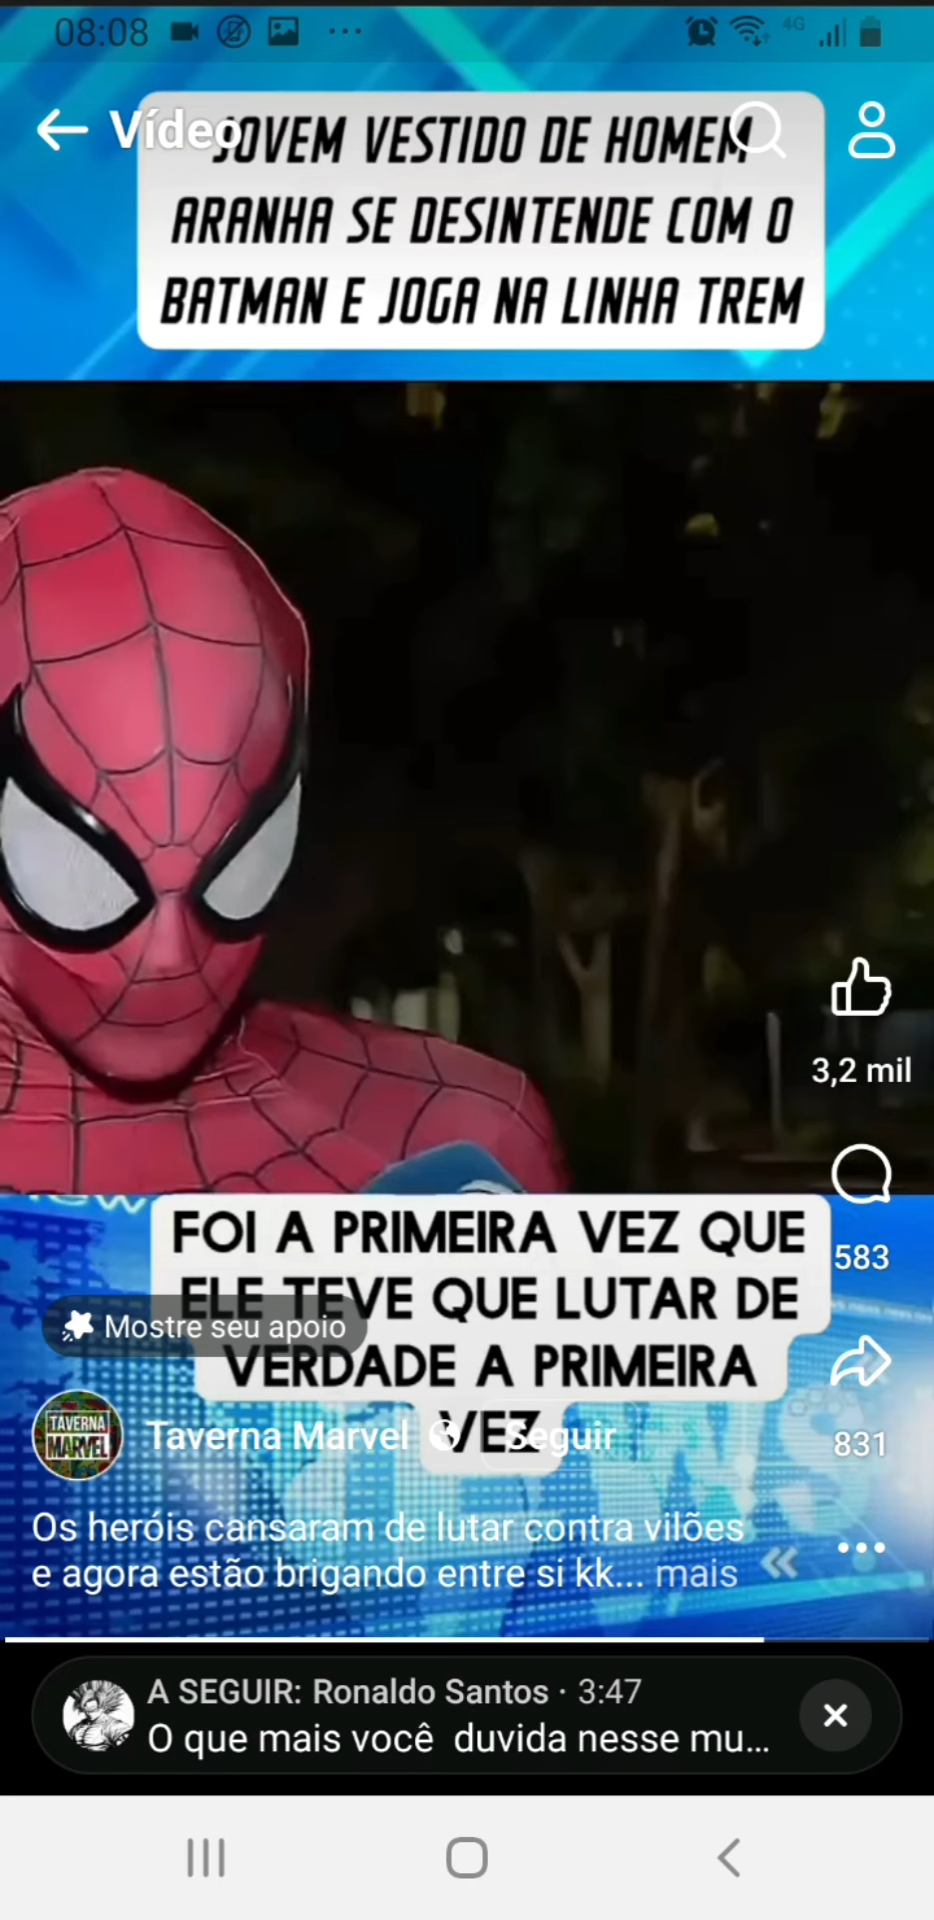 08:08
4G
Vídeo
JOVEM VESTIDO DE HOMEM
ARANHA SE DESINTENDE COM O
BATMAN E JOGA NA LINHA TREM
3,2 mil
583
831
FOI A PRIMEIRA VEZ QUE
ELE TEVE QUE LUTAR DE
VERDADE A PRIMEIRA
VEZ
Mostre seu apoio
TAVERNA
MARVEL
Taverna Marvel
Seguir
Os heróis cansaram de lutar contra vilões
e agora estão brigando entre si kk... mais
A SEGUIR: Ronaldo Santos · 3:47
O que mais você duvida nesse mu...